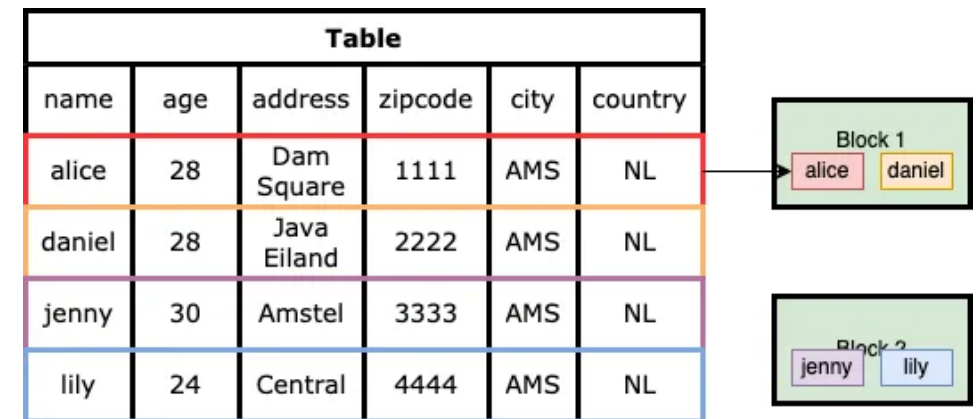 Table
name age address zipcode city country
alice 28 Dam Square 1111 AMS NL
daniel 28 Java Eiland 2222 AMS NL
jenny 30 Amstel 3333 AMS NL
lily 24 Central 4444 AMS NL
Block 1
alice daniel
Block 2
jenny lily